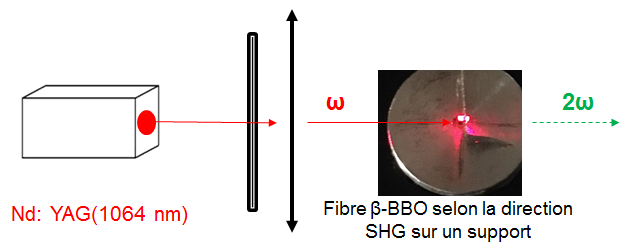 ω
2ω
Nd: YAG(1064 nm)
Fibre β-BBO selon la direction
SHG sur un support